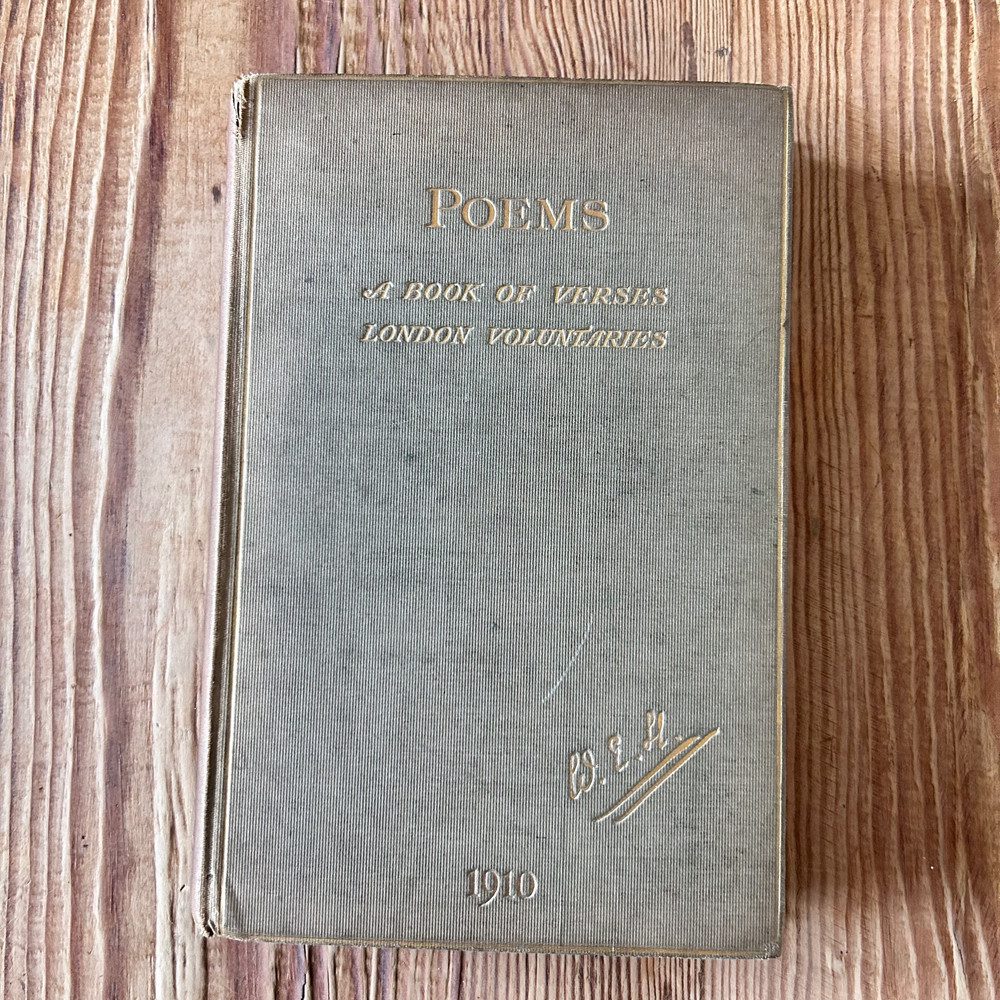 POEMS
A BOOK OF VERSES
LONDON VOLUNTARIES
W. E. H.
1910